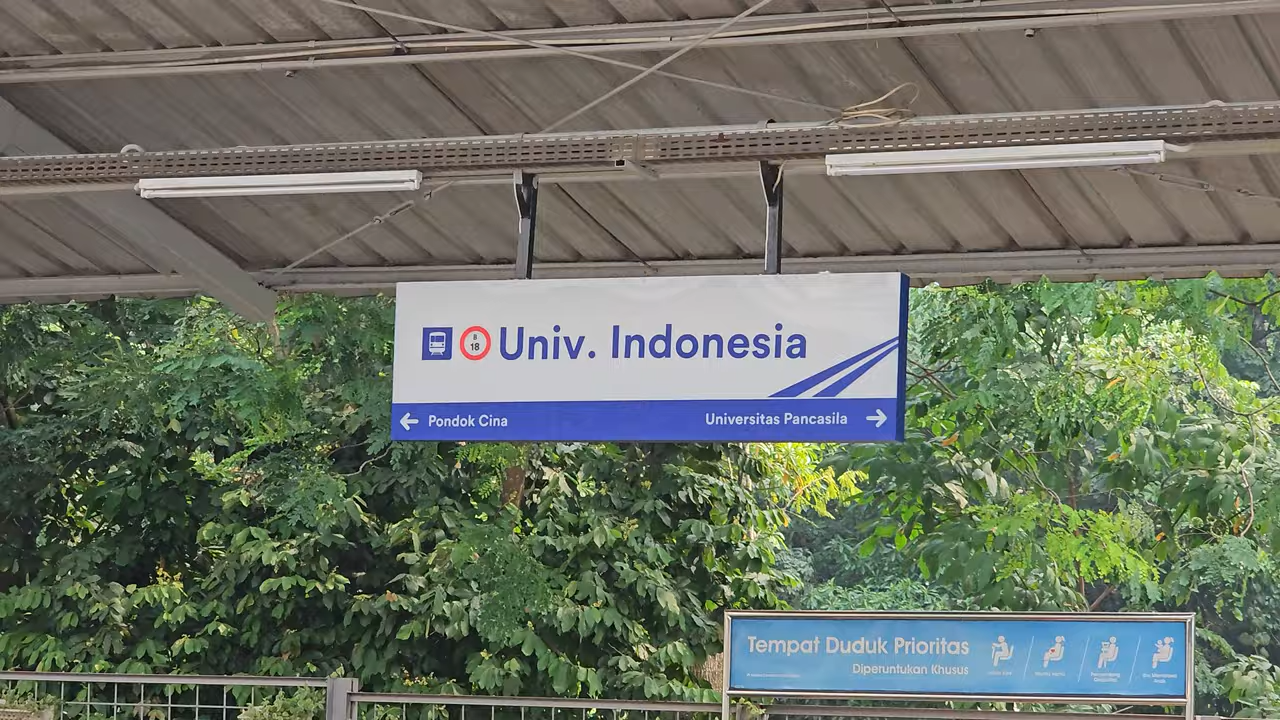 B
18
Univ. Indonesia
← Pondok Cina
Universitas Pancasila →
Tempat Duduk Prioritas
Diperuntukan Khusus